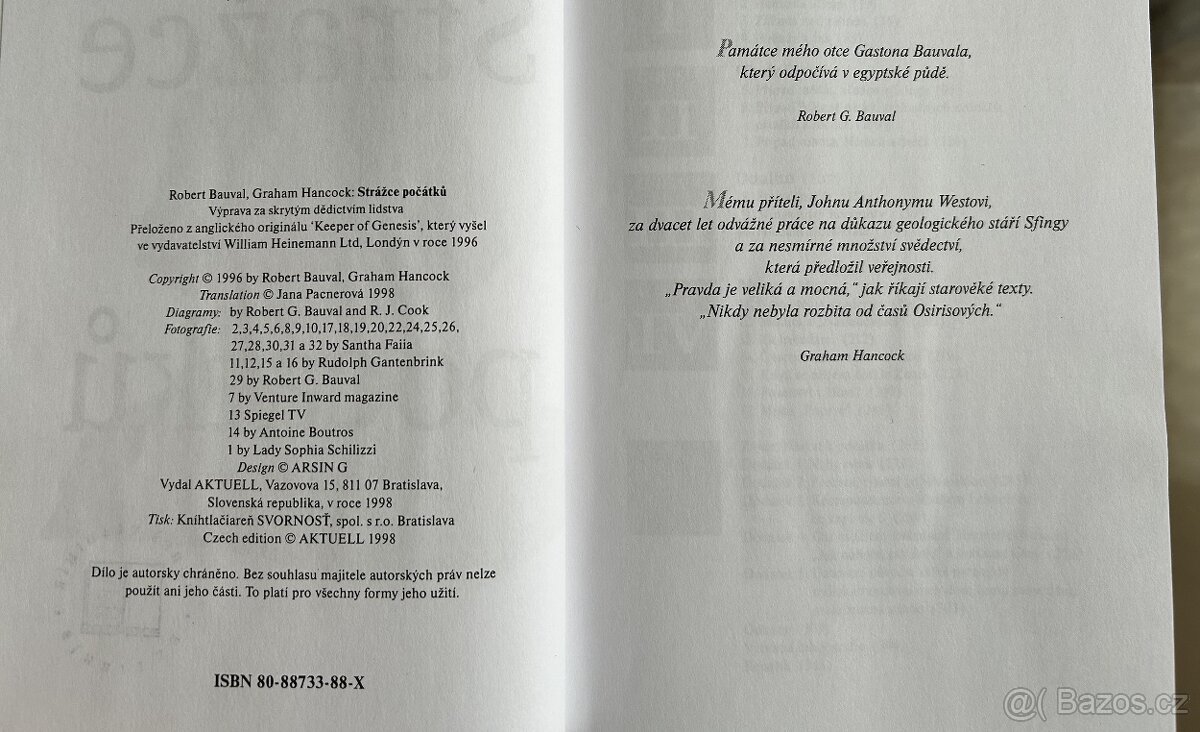 Robert Bauval, Graham Hancock: Strážce počátků
Výprava za skrytým dědictvím lidstva
Přeloženo z anglického originálu ‘Keeper of Genesis’, který vyšel
ve vydavatelství William Heinemann Ltd, Londýn v roce 1996
Copyright © 1996 by Robert Bauval, Graham Hancock
Translation © Jana Pacnerová 1998
Diagramy: by Robert G. Bauval and R. J. Cook
Fotografie: 2,3,4,5,6,8,9,10,17,18,19,20,22,24,25,26,
27,28,30,31 a 32 by Santha Faiia
11,12,15 a 16 by Rudolph Gantenbrink
29 by Robert G. Bauval
7 by Venture Inward magazine
13 Spiegel TV
14 by Antoine Boutros
1 by Lady Sophia Schilizzi
Design © ARSIN G
Vydal AKTUELL, Vazovova 15, 811 07 Bratislava,
Slovenská republika, v roce 1998
Tisk: Kníhtlačiareň SVORNOSŤ, spol. s r.o. Bratislava
Czech edition © AKTUELL 1998
Dílo je autorsky chráněno. Bez souhlasu majitele autorských práv nelze
použít ani jeho části. To platí pro všechny formy jeho užití.
ISBN 80-88733-88-X
Památce mého otce Gastona Bauvala,
který odpočívá v egyptské půdě.
Robert G. Bauval
Mému příteli, Johnu Anthonymu Westovi,
za dvacet let odvážné práce na důkazu geologického stáří Sfingy
a za nesmírné množství svědectví,
která předložil veřejnosti.
„Pravda je veliká a mocná,“ jak říkají starověké texty.
„Nikdy nebyla rozbita od časů Osirisových.“
Graham Hancock
@( Bazos.cz